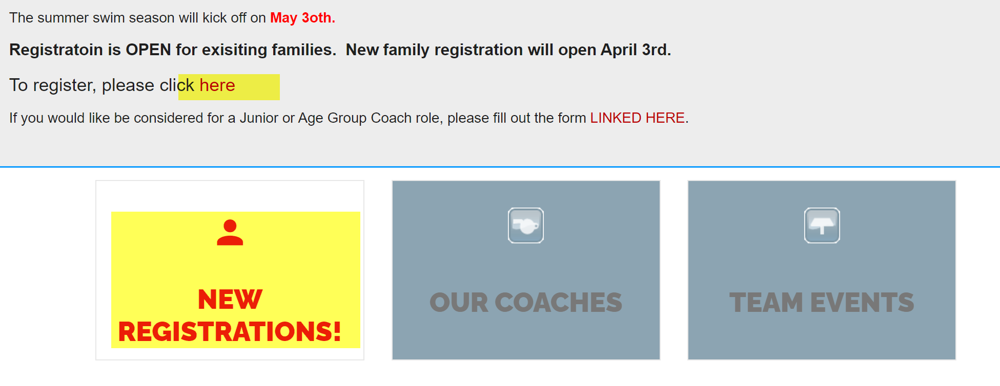 The summer swim season will kick off on May 3oth.
Registratoin is OPEN for exisiting families.  New family registration will open April 3rd.
To register, please click here
If you would like be considered for a Junior or Age Group Coach role, please fill out the form LINKED HERE.
NEW
REGISTRATIONS!
OUR COACHES
TEAM EVENTS